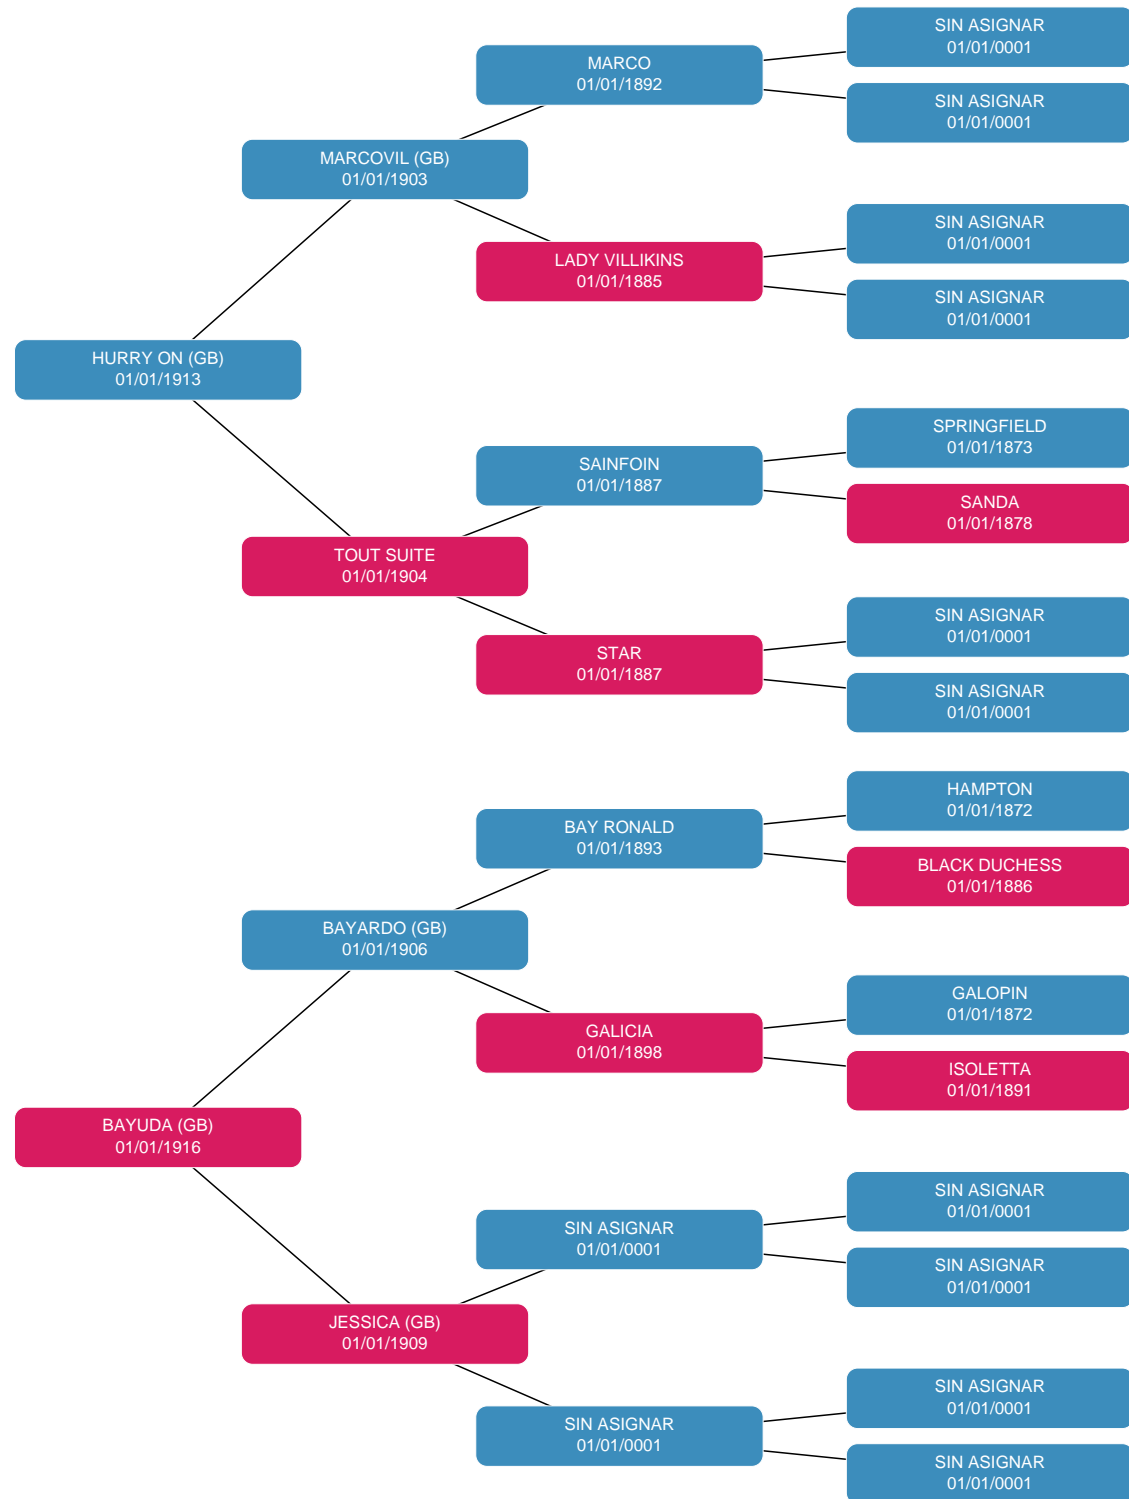 SIN ASIGNAR
01/01/0001
MARCO
01/01/1892
SIN ASIGNAR
01/01/0001
MARCOVIL (GB)
01/01/1903
SIN ASIGNAR
01/01/0001
LADY VILLIKINS
01/01/1885
SIN ASIGNAR
01/01/0001
HURRY ON (GB)
01/01/1913
SPRINGFIELD
01/01/1873
SAINFOIN
01/01/1887
SANDA
01/01/1878
TOUT SUITE
01/01/1904
SIN ASIGNAR
01/01/0001
STAR
01/01/1887
SIN ASIGNAR
01/01/0001
HAMPTON
01/01/1872
BAY RONALD
01/01/1893
BLACK DUCHESS
01/01/1886
BAYARDO (GB)
01/01/1906
GALOPIN
01/01/1872
GALICIA
01/01/1898
ISOLETTA
01/01/1891
BAYUDA (GB)
01/01/1916
SIN ASIGNAR
01/01/0001
SIN ASIGNAR
01/01/0001
SIN ASIGNAR
01/01/0001
JESSICA (GB)
01/01/1909
SIN ASIGNAR
01/01/0001
SIN ASIGNAR
01/01/0001
SIN ASIGNAR
01/01/0001